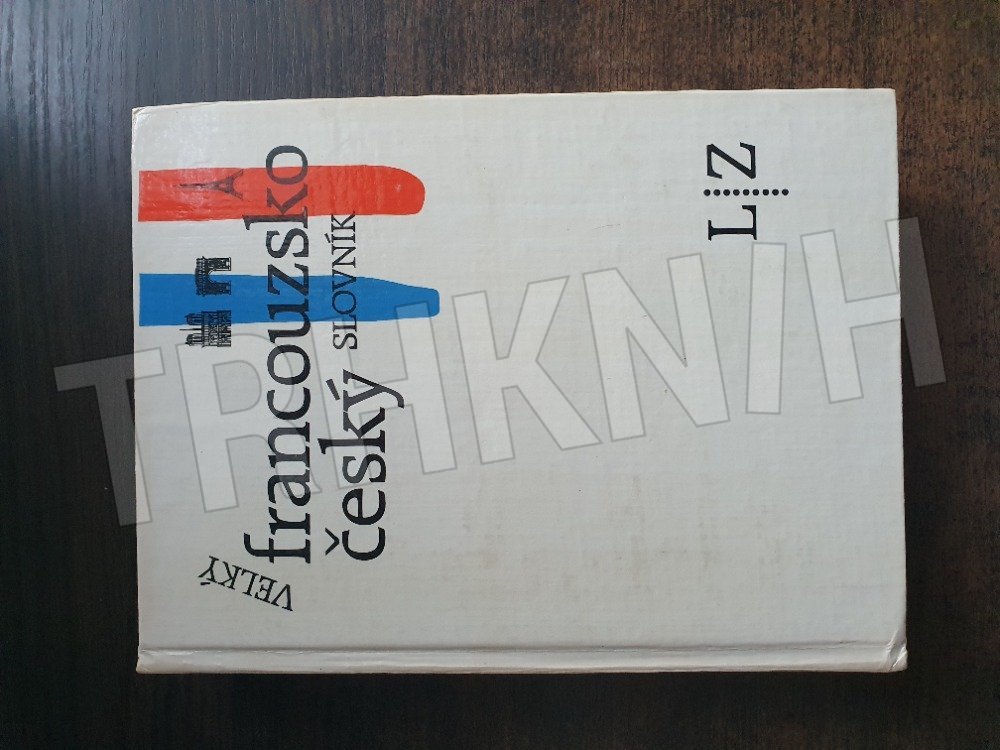 VELKÝ
francouzsko
český SLOVNÍK
L Z
TRHKNIH